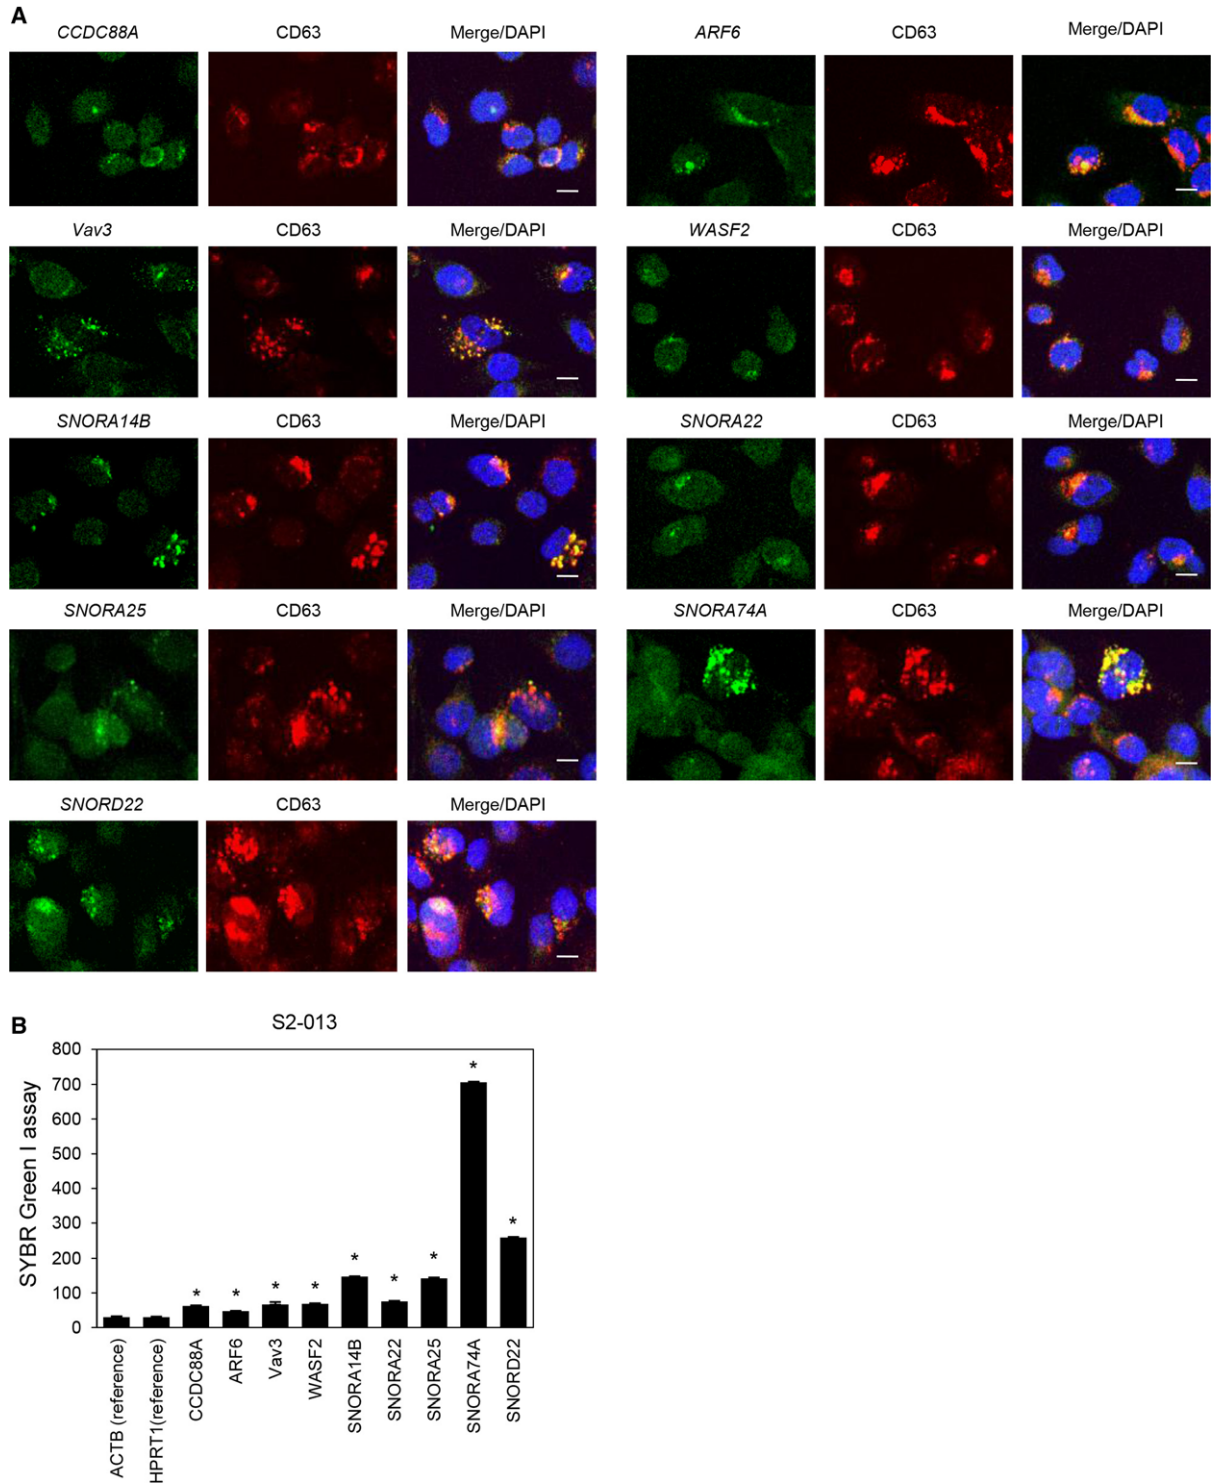 A
CCDC88A CD63 Merge/DAPI ARF6 CD63 Merge/DAPI
Vav3 CD63 Merge/DAPI WASF2 CD63 Merge/DAPI
SNORA14B CD63 Merge/DAPI SNORA22 CD63 Merge/DAPI
SNORA25 CD63 Merge/DAPI SNORA74A CD63 Merge/DAPI
SNORD22 CD63 Merge/DAPI
B
S2-013
SYBR Green I assay
800
700
600
500
400
300
200
100
0
* * * * * * * * *
ACTB (reference)
HPRT1(reference)
CCDC88A
ARF6
Vav3
WASF2
SNORA14B
SNORA22
SNORA25
SNORA74A
SNORD22